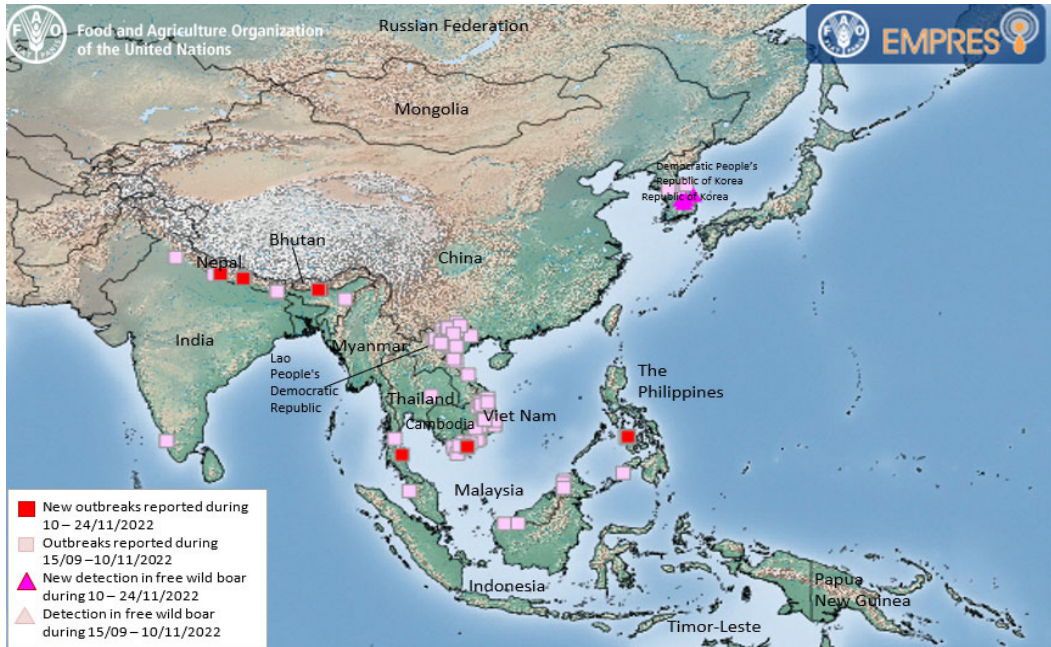 Food and Agriculture Organization
of the United Nations
EMPRES
Russian Federation
Mongolia
Democratic People's
Republic of Korea
Republic of Korea
China
Bhutan
Nepal
India
Myanmar
Lao
People's
Democratic
Republic
Thailand
Viet Nam
Cambodia
The
Philippines
Malaysia
Indonesia
Papua
New Guinea
Timor-Leste
New outbreaks reported during
10 – 24/11/2022
Outbreaks reported during
15/09 –10/11/2022
New detection in free wild boar
during 10 – 24/11/2022
Detection in free wild boar
during 15/09 – 10/11/2022